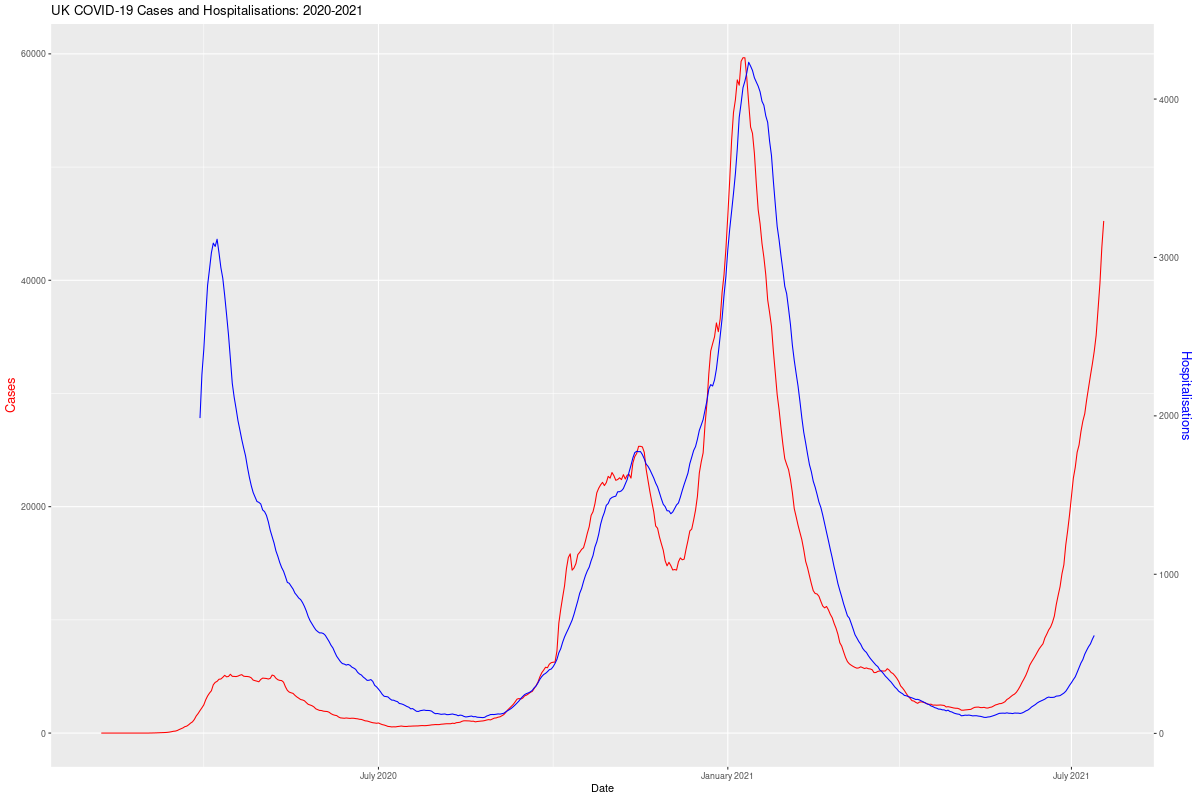 UK COVID-19 Cases and Hospitalisations: 2020-2021
60000
40000
20000
0
Cases
4000
3000
2000
1000
0
Hospitalisations
July 2020
January 2021
July 2021
Date